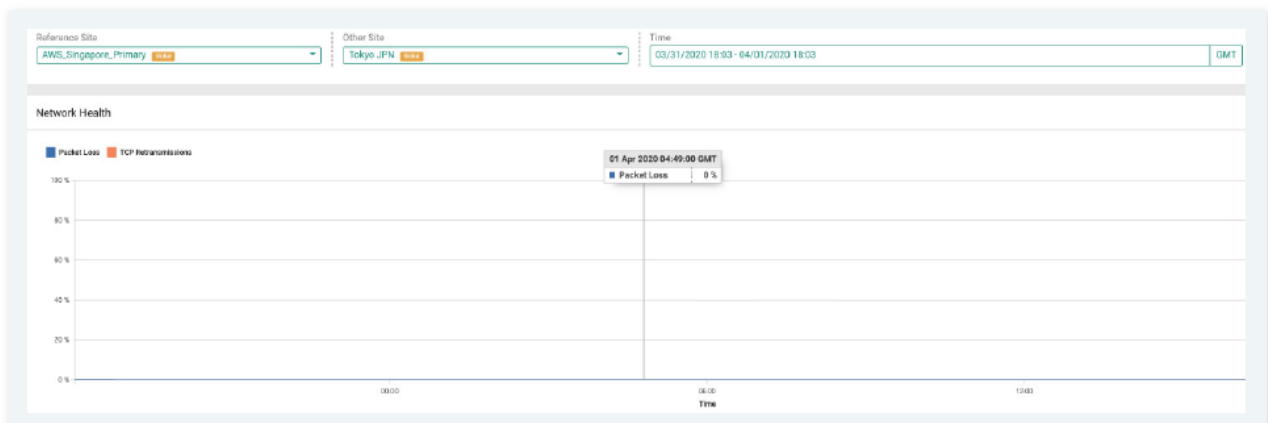 Reference Site
Other Site
Time
AWS_Singapore_Primary
Tokyo JPN
03/31/2020 18:03 - 04/01/2020 18:03
GMT
Network Health
Packet Loss
TCP Retransmissions
01 Apr 2020 04:49:00 GMT
Packet Loss 0 %
100 %
80 %
60 %
40 %
20 %
0 %
00:00
06:00
12:00
Time